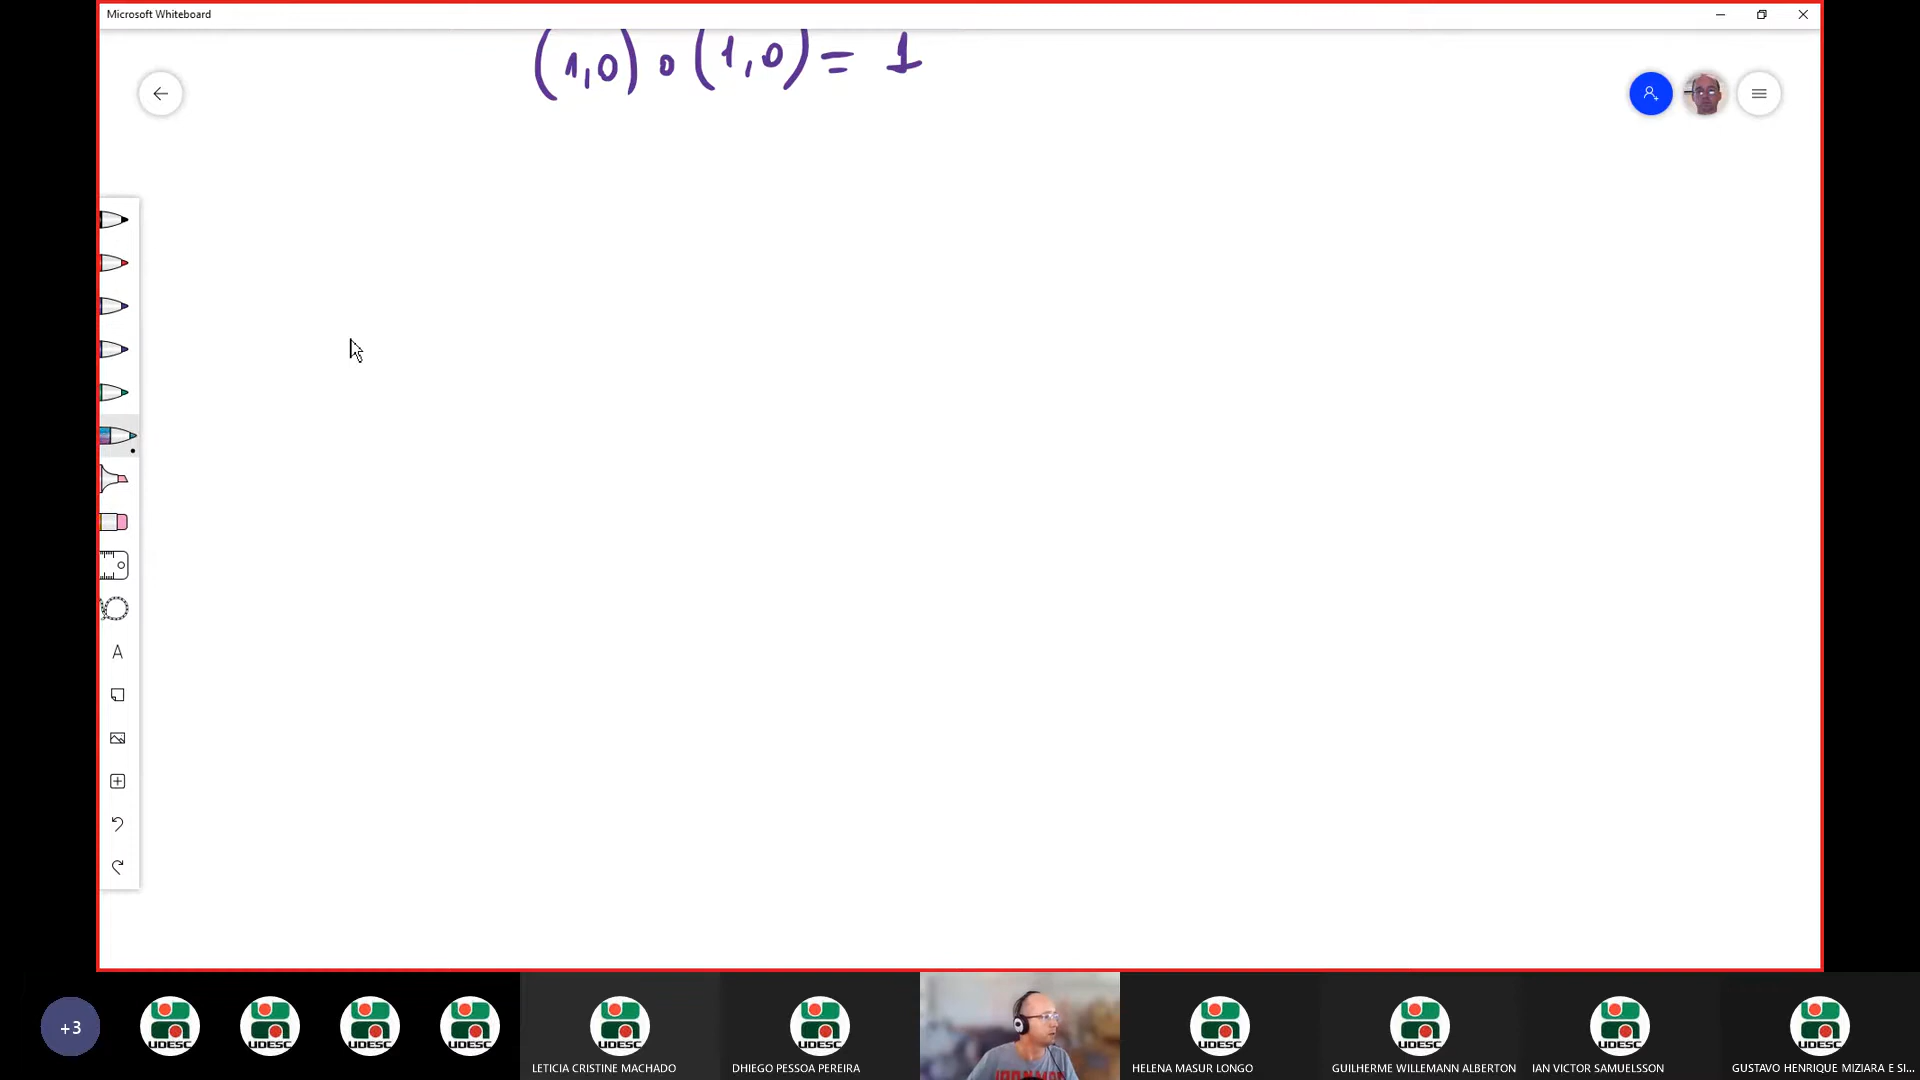 Microsoft Whiteboard
(1,0) o (1,0) = 1
A
+3
UDESC
UDESC
UDESC
UDESC
UDESC
UDESC
UDESC
UDESC
UDESC
UDESC
LETICIA CRISTINE MACHADO
DHIEGO PESSOA PEREIRA
HELENA MASUR LONGO
GUILHERME WILLEMANN ALBERTON
IAN VICTOR SAMUELSSON
GUSTAVO HENRIQUE MIZIARA E SI...